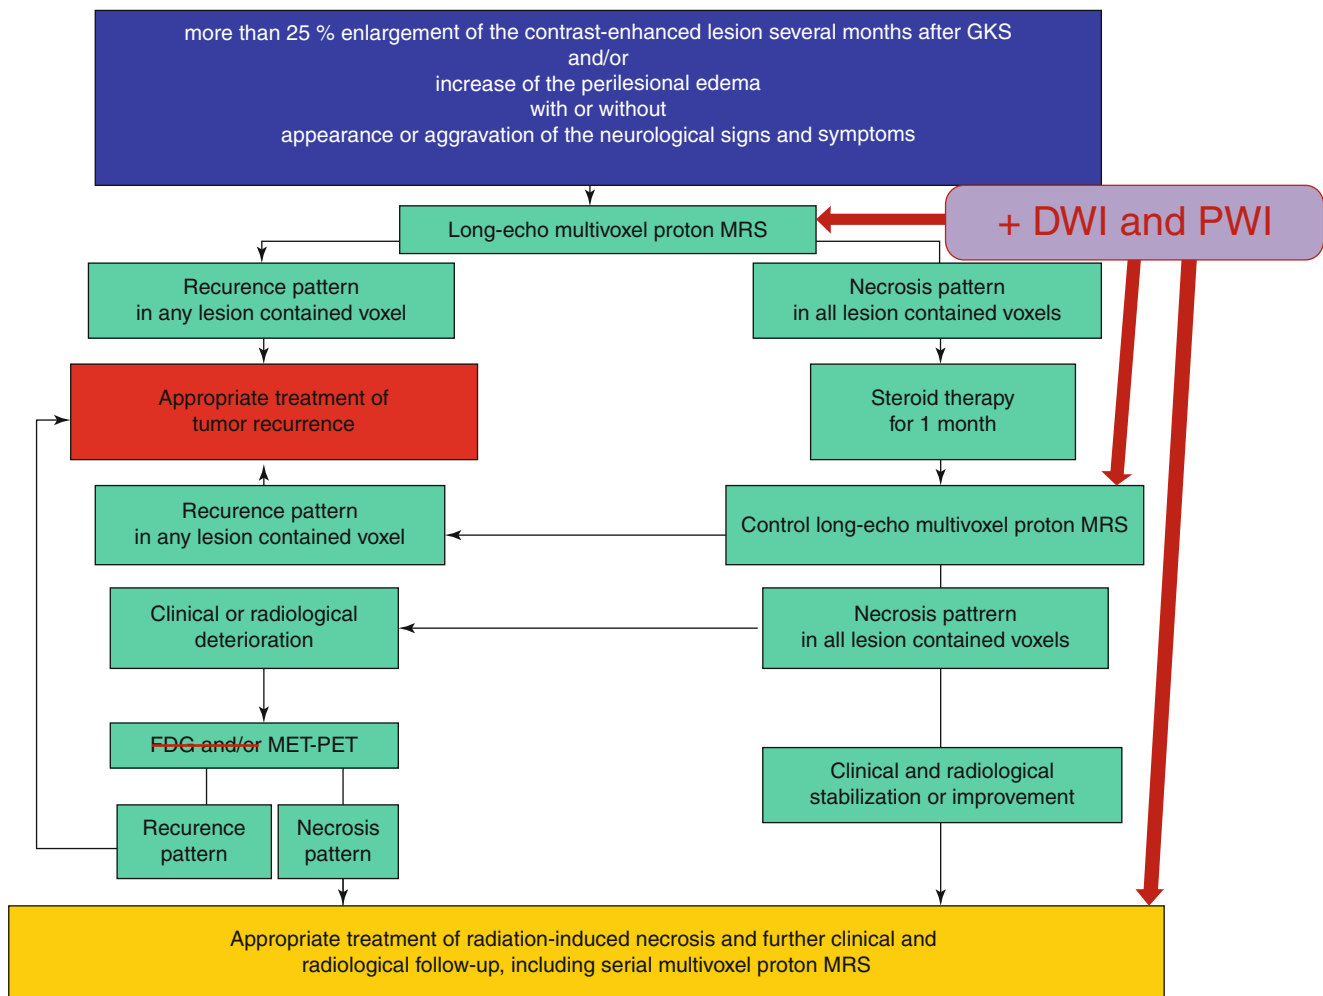 more than 25 % enlargement of the contrast-enhanced lesion several months after GKS
and/or
increase of the perilesional edema
with or without
appearance or aggravation of the neurological signs and symptoms
+ DWI and PWI
Long-echo multivoxel proton MRS
Recurence pattern
in any lesion contained voxel
Necrosis pattern
in all lesion contained voxels
Appropriate treatment of
tumor recurrence
Steroid therapy
for 1 month
Recurence pattern
in any lesion contained voxel
Control long-echo multivoxel proton MRS
Clinical or radiological
deterioration
Necrosis pattrern
in all lesion contained voxels
FDG and/or MET-PET
Clinical and radiological
stabilization or improvement
Recurence
pattern
Necrosis
pattern
Appropriate treatment of radiation-induced necrosis and further clinical and
radiological follow-up, including serial multivoxel proton MRS